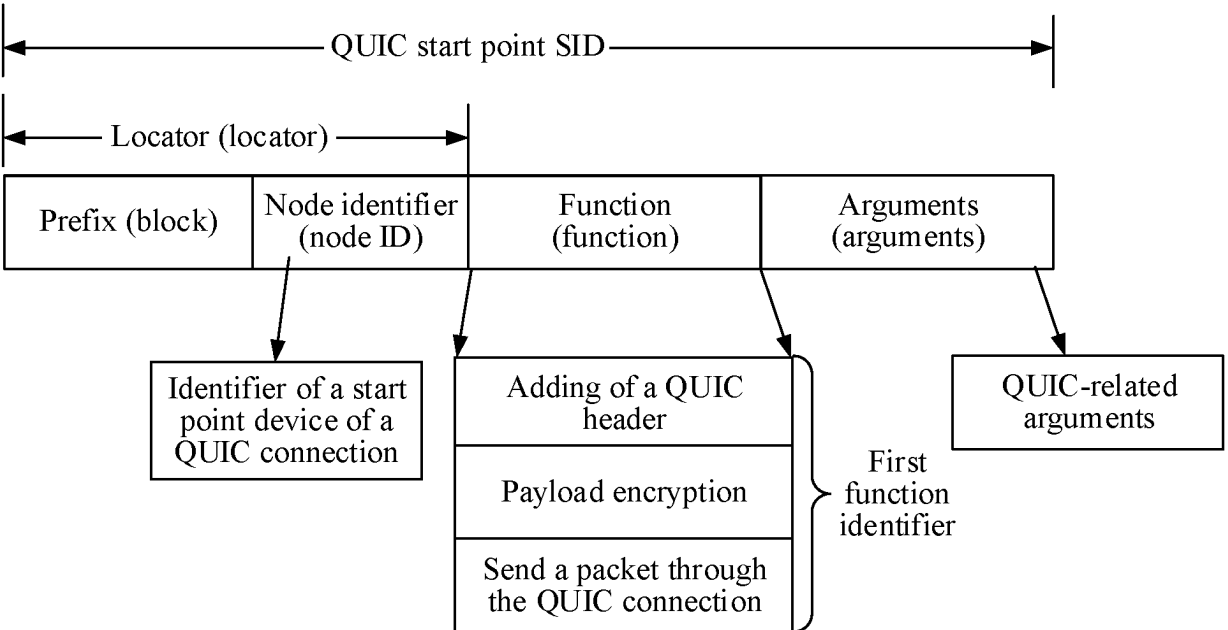 QUIC start point SID
Locator (locator)
Prefix (block)
Node identifier
(node ID)
Function
(function)
Arguments
(arguments)
Identifier of a start
point device of a
QUIC connection
Adding of a QUIC
header
Payload encryption
Send a packet through
the QUIC connection
First
function
identifier
QUIC-related
arguments